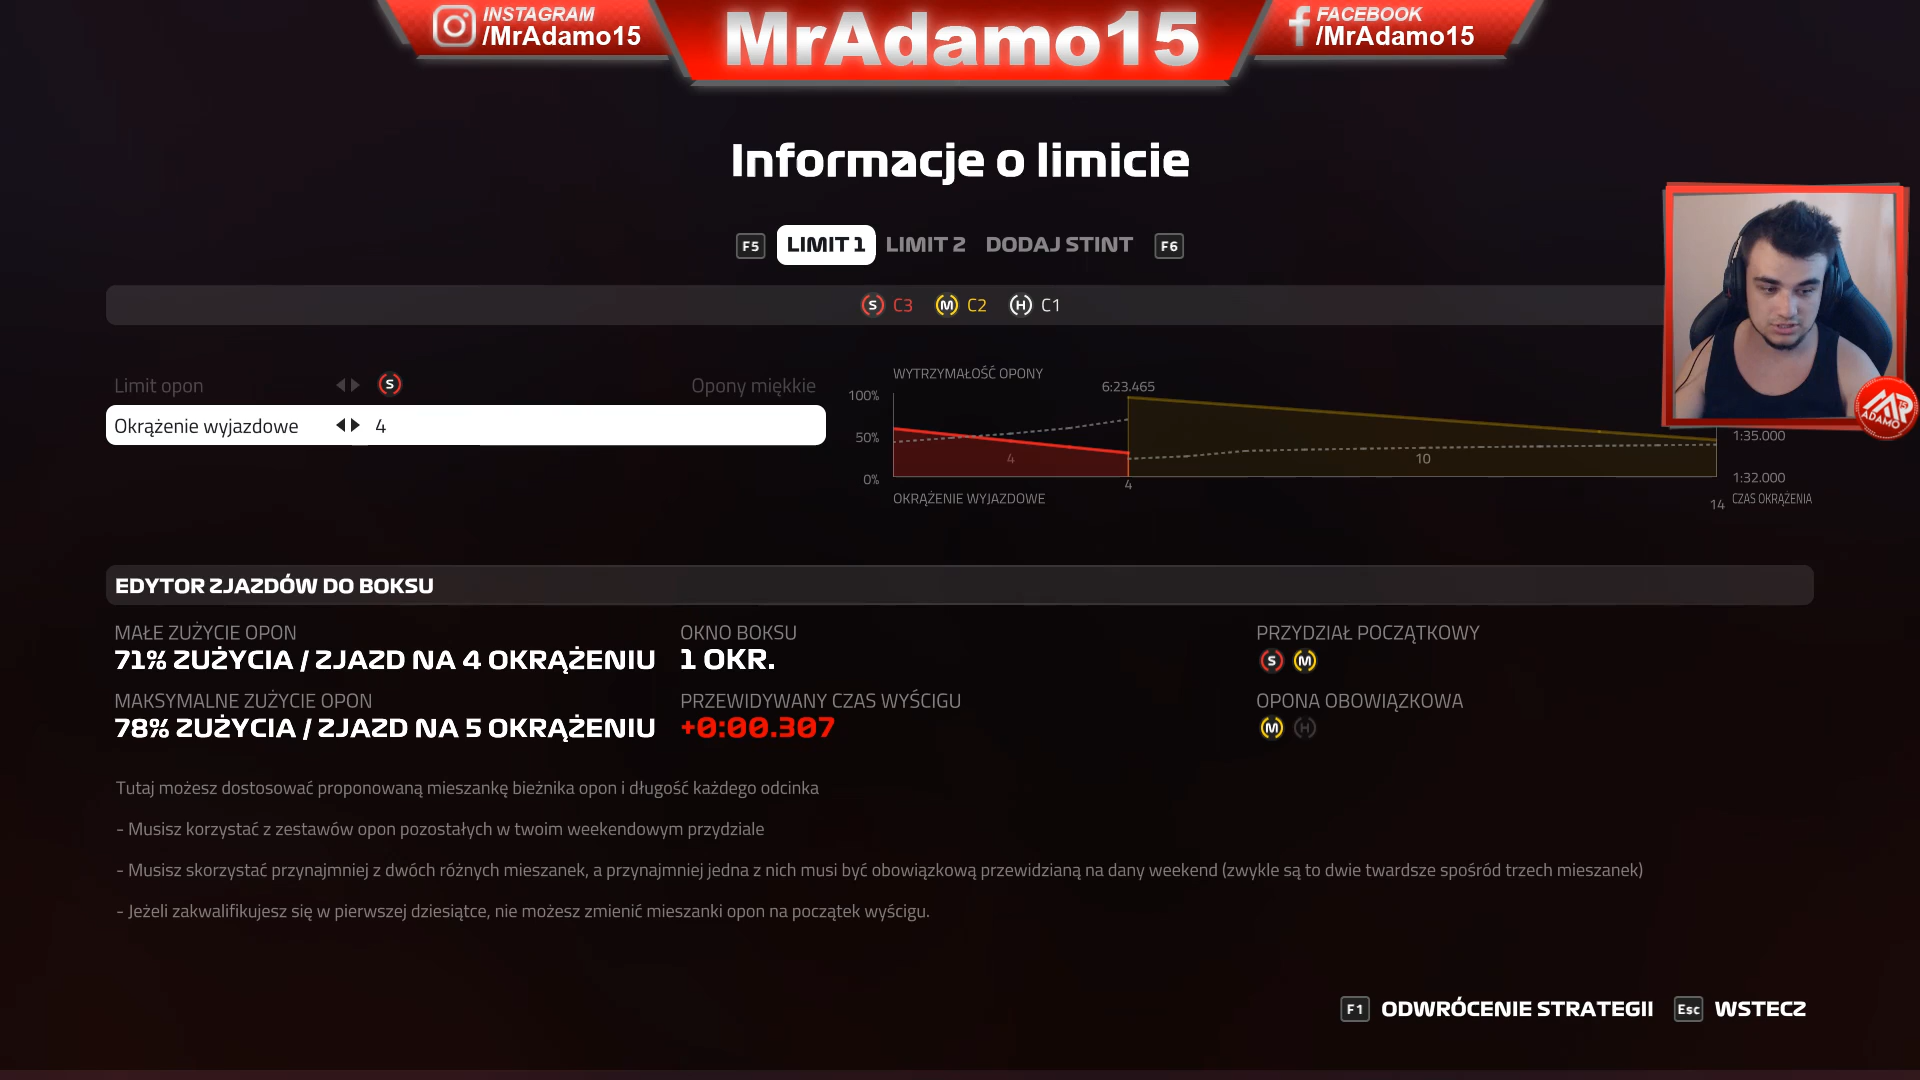 INSTAGRAM
/MrAdamo15
MrAdamo15
FACEBOOK
/MrAdamo15
Informacje o limicie
F5 LIMIT 1 LIMIT 2 DODAJ STINT F6
S C3 M C2 H C1
Limit opon S Opony miękkie
Okrążenie wyjazdowe 4
WYTRZYMAŁOŚĆ OPONY
6:23.465
100%
50%
0%
4
10
4
14
1:35.000
1:32.000
OKRĄŻENIE WYJAZDOWE
CZAS OKRĄŻENIA
ADAMO
EDYTOR ZJAZDÓW DO BOKSU
MAŁE ZUŻYCIE OPON
71% ZUŻYCIA / ZJAZD NA 4 OKRĄŻENIU
MAKSYMALNE ZUŻYCIE OPON
78% ZUŻYCIA / ZJAZD NA 5 OKRĄŻENIU
OKNO BOKSU
1 OKR.
PRZEWIDYWANY CZAS WYŚCIGU
+0:00.307
PRZYDZIAŁ POCZĄTKOWY
S M
OPONA OBOWIĄZKOWA
M H
Tutaj możesz dostosować proponowaną mieszankę bieżnika opon i długość każdego odcinka
- Musisz korzystać z zestawów opon pozostałych w twoim weekendowym przydziale
- Musisz skorzystać przynajmniej z dwóch różnych mieszanek, a przynajmniej jedna z nich musi być obowiązkową przewidzianą na dany weekend (zwykle są to dwie twardsze spośród trzech mieszanek)
- Jeżeli zakwalifikujesz się w pierwszej dziesiątce, nie możesz zmienić mieszanki opon na początek wyścigu.
F1 ODWRÓCENIE STRATEGII Esc WSTECZ